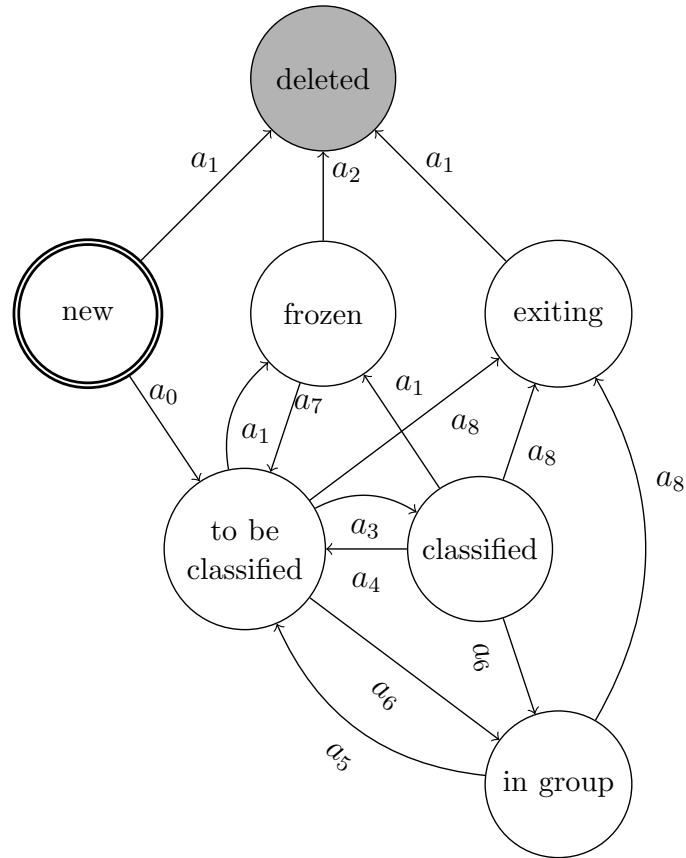 deleted
a₁
a₂
a₁
new
frozen
exiting
a₀
a₇
a₁
a₁
a₈
a₈
a₈
to be
classified
a₃
a₄
classified
a₆
a₆
a₅
in group